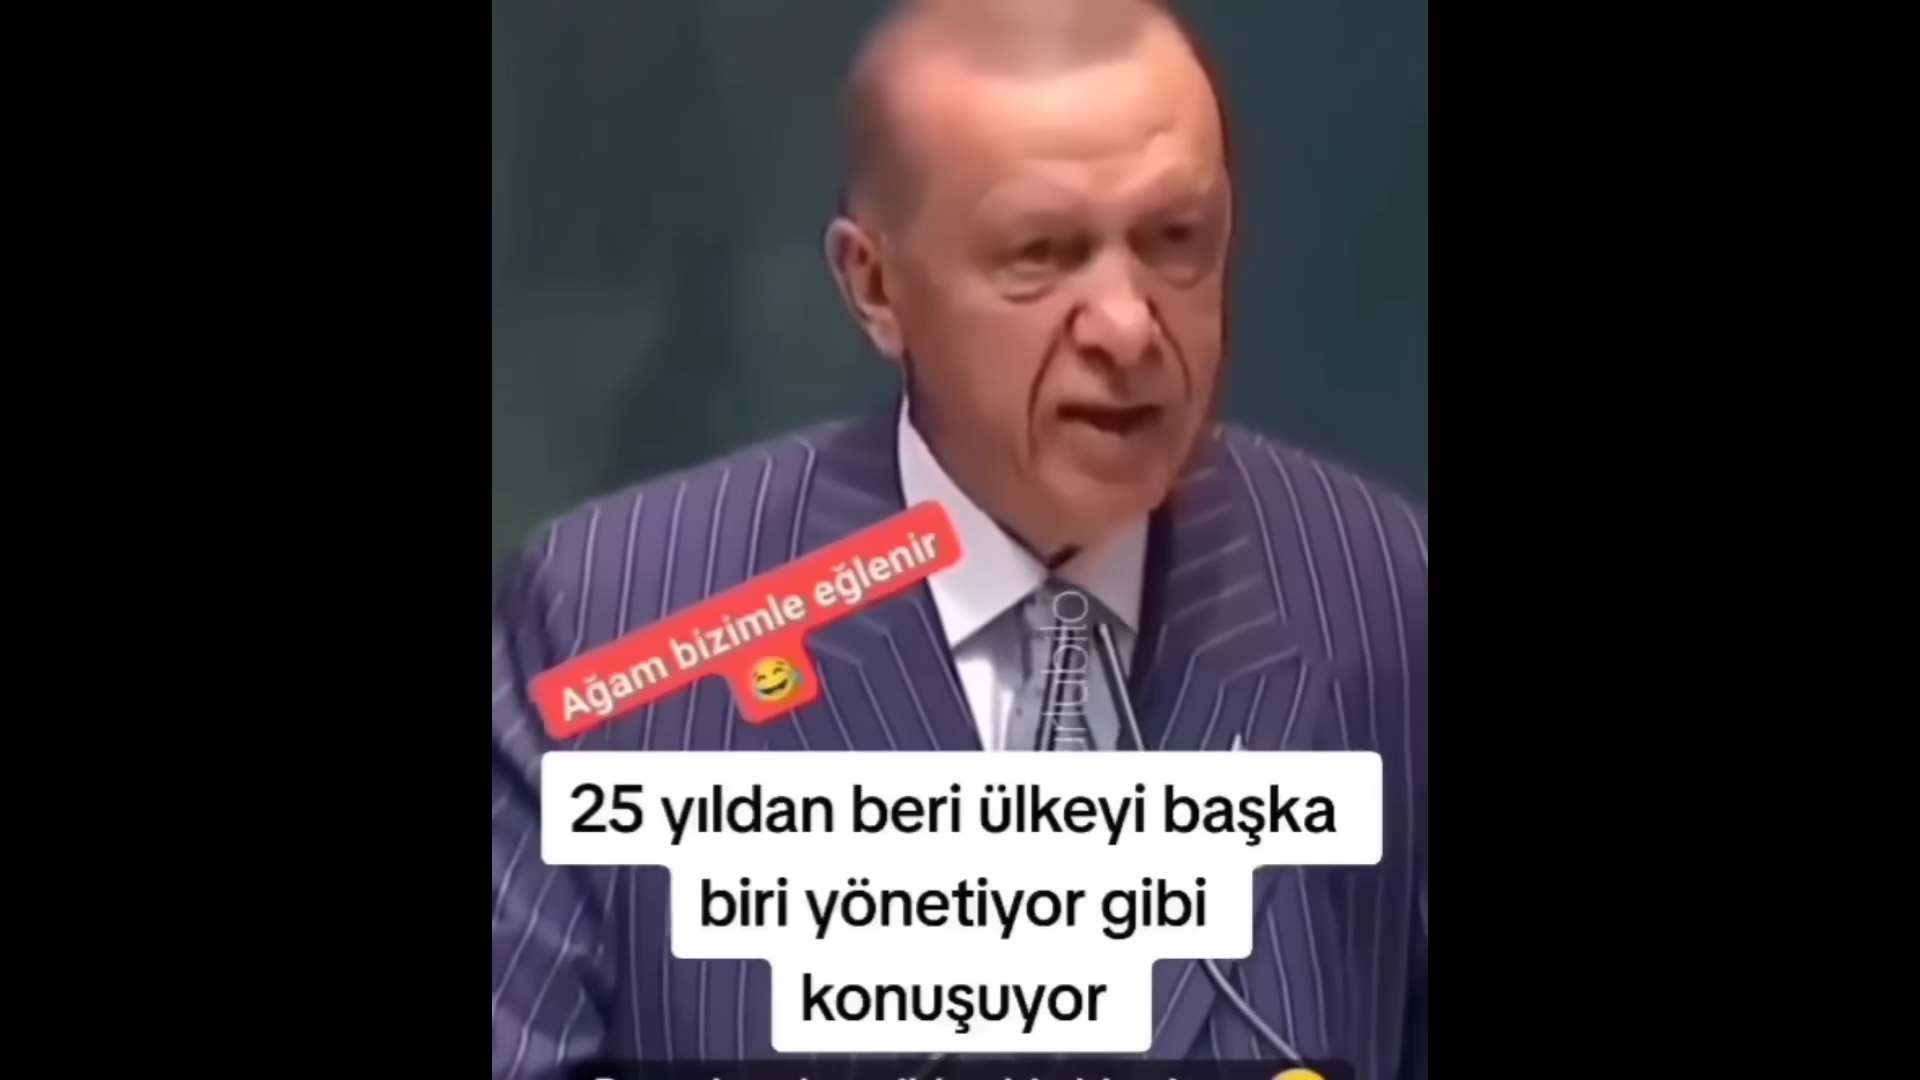 Ağam bizimle eğlenir
😂
25 yıldan beri ülkeyi başka
biri yönetiyor gibi
konuşuyor